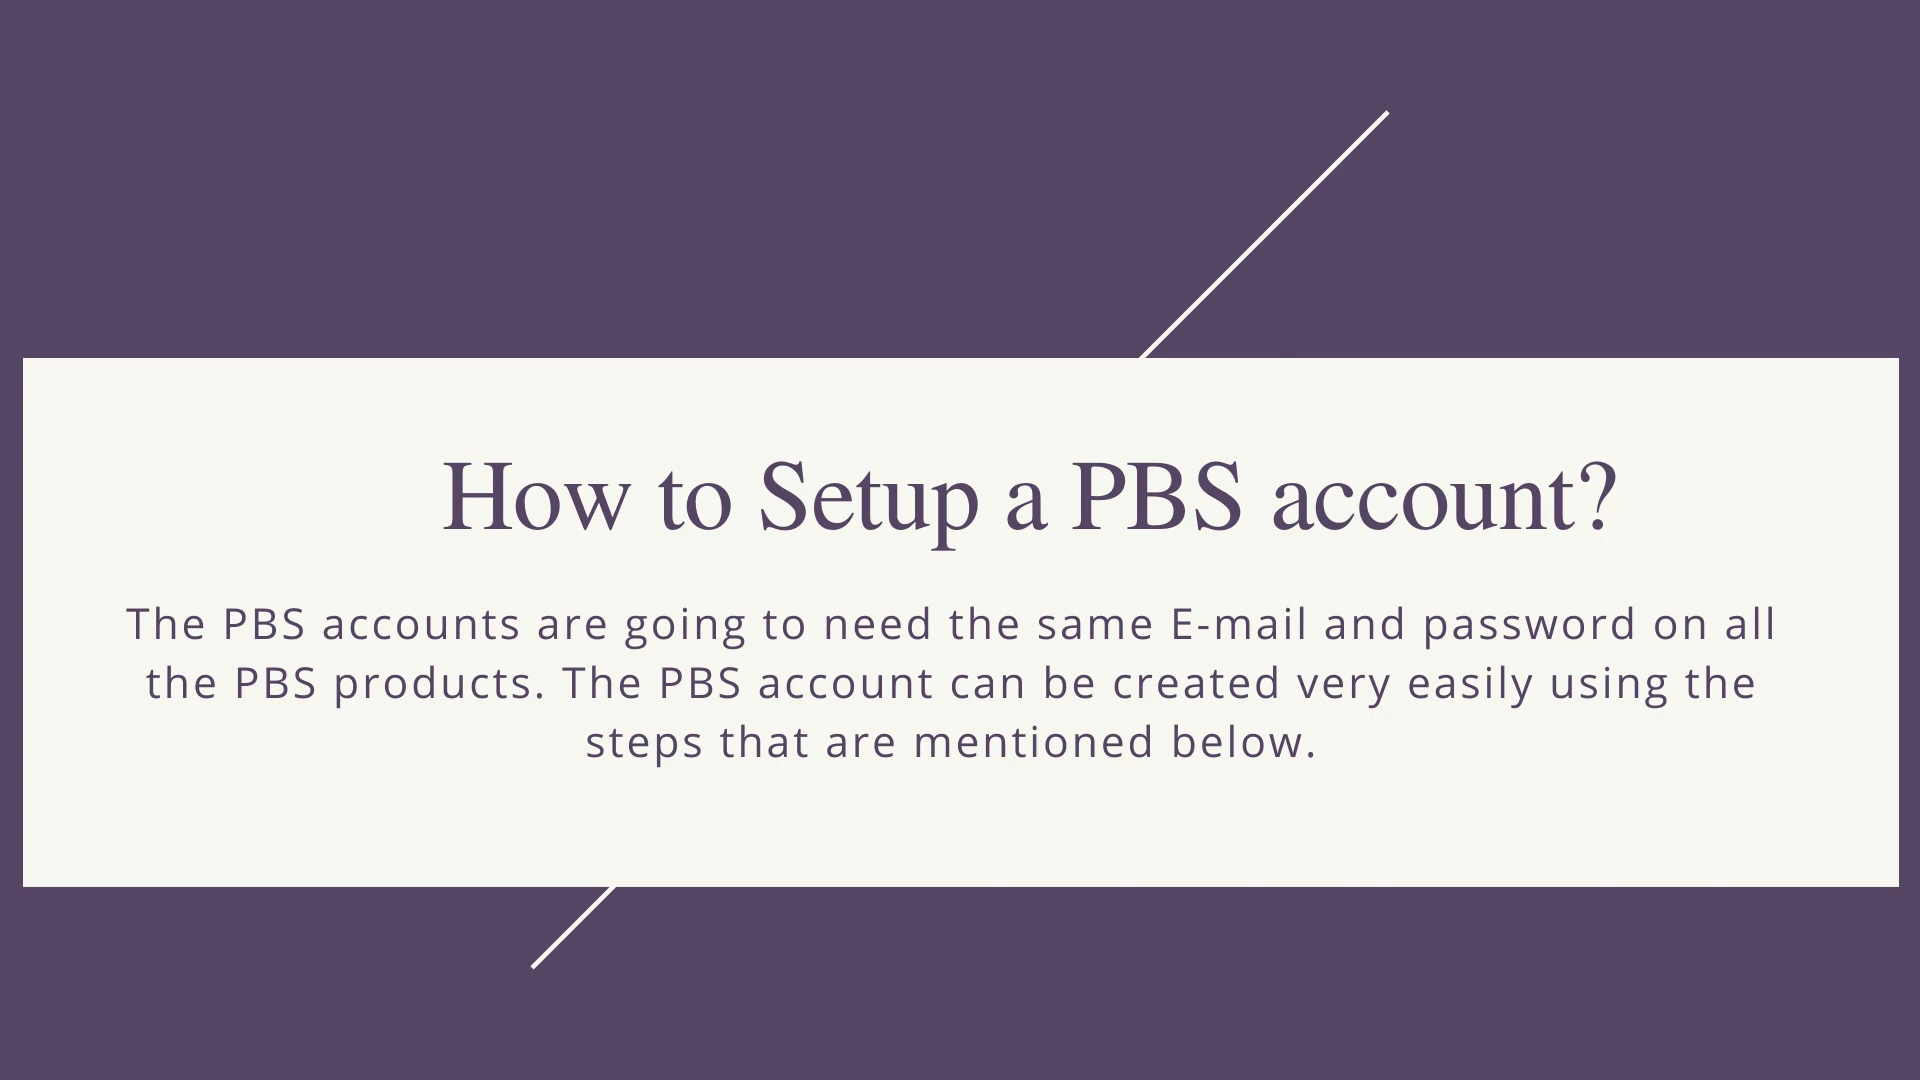 How to Setup a PBS account?
The PBS accounts are going to need the same E-mail and password on all
the PBS products. The PBS account can be created very easily using the
steps that are mentioned below.